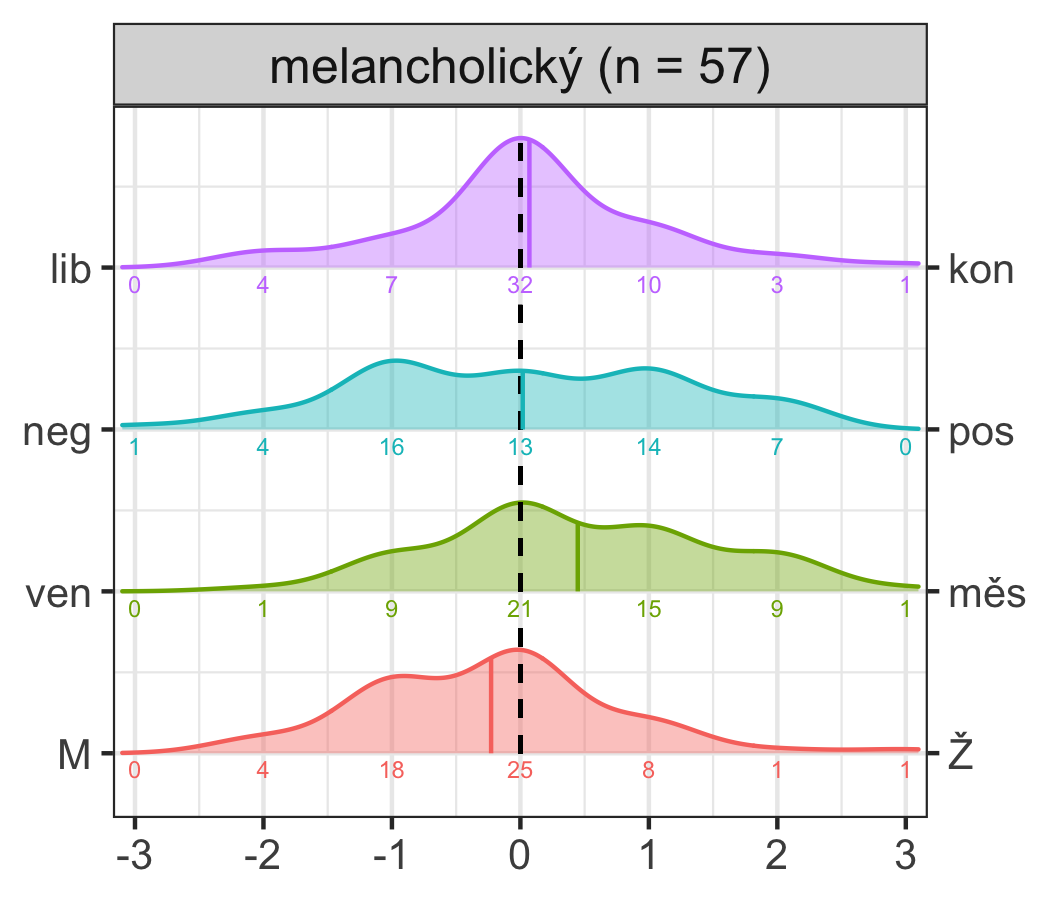 melancholický (n = 57)
lib kon
0 4 7 32 10 3 1
neg pos
1 4 16 13 14 7 0
ven měs
0 1 9 21 15 9 1
M Ž
0 4 18 25 8 1 1
-3 -2 -1 0 1 2 3